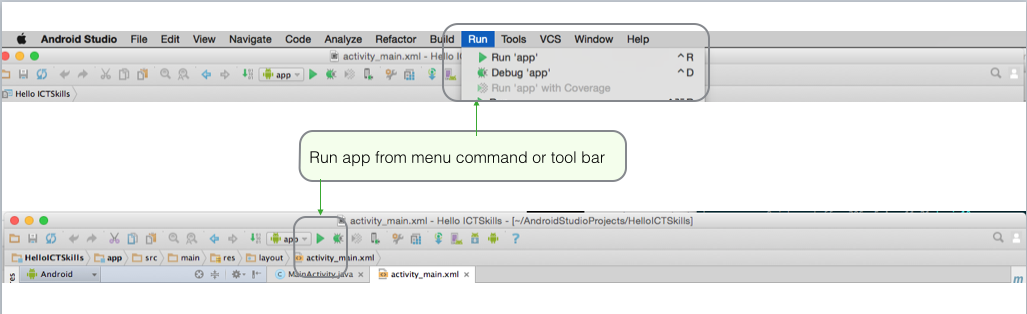 Android Studio File Edit View Navigate Code Analyze Refactor Build Run Tools VCS Window Help
activity_main.xml - Hello
Run 'app' ^R
app
Debug 'app' ^D
Run 'app' with Coverage
Hello ICTSkills
Run app from menu command or tool bar
activity_main.xml - Hello ICTSkills - [~/AndroidStudioProjects/HelloICTSkills]
app
HelloICTSkills app src main res layout activity_main.xml
Android MainActivity.java activity_main.xml
m